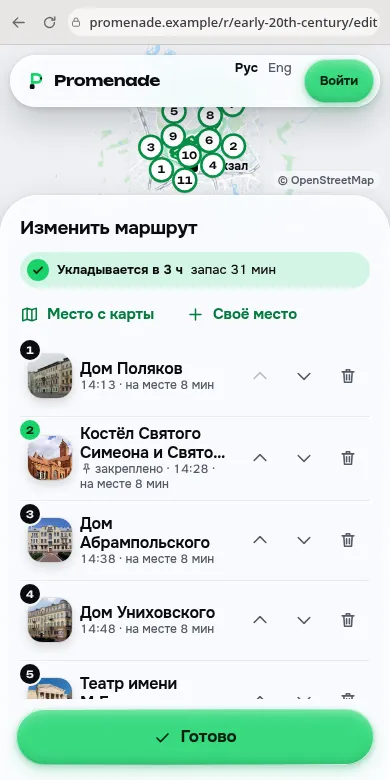 promenade.example/r/early-20th-century/edit
Promenade
Рус Eng
Войти
5
8
9
6
2
3
10
4
кзал
1
11
© OpenStreetMap
Изменить маршрут
Укладывается в 3 ч запас 31 мин
Место с карты
Своё место
1
Дом Поляков
14:13 · на месте 8 мин
2
Костёл Святого
Симеона и Свято...
закреплено · 14:28 ·
на месте 8 мин
3
Дом
Абрампольского
14:38 · на месте 8 мин
4
Дом Униховского
14:48 · на месте 8 мин
5
Театр имени
Готово